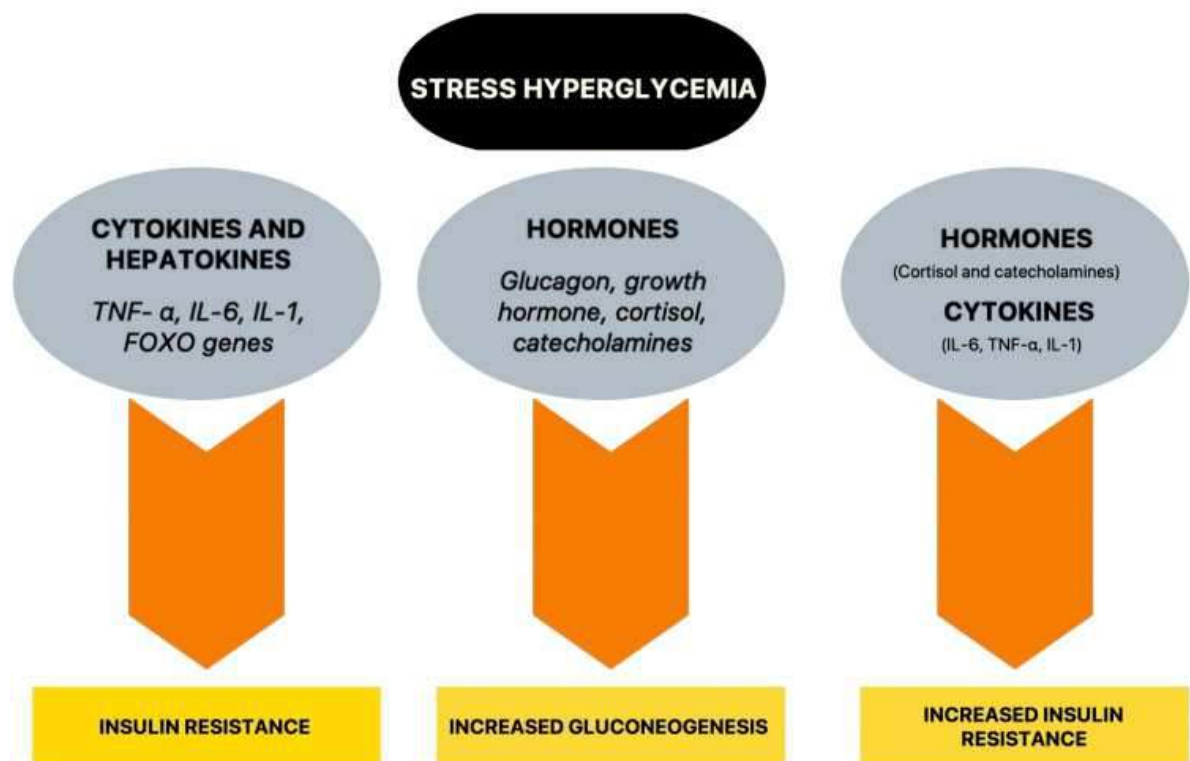 STRESS HYPERGLYCEMIA
CYTOKINES AND
HEPATOKINES
TNF- α, IL-6, IL-1,
FOXO genes
HORMONES
Glucagon, growth
hormone, cortisol,
catecholamines
HORMONES
(Cortisol and catecholamines)
CYTOKINES
(IL-6, TNF-α, IL-1)
INSULIN RESISTANCE
INCREASED GLUCONEOGENESIS
INCREASED INSULIN
RESISTANCE